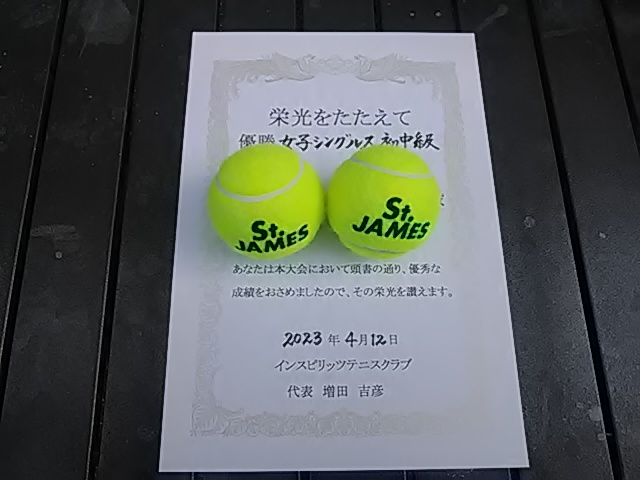 栄光をたたえて
優勝 女子シングルス 初中級
St. JAMES
St. JAMES
あなたは本大会において頭書の通り、優秀な
成績をおさめましたので、その栄光を讃えます。
2023年4月12日
インスピリッツテニスクラブ
代表 増田 吉彦